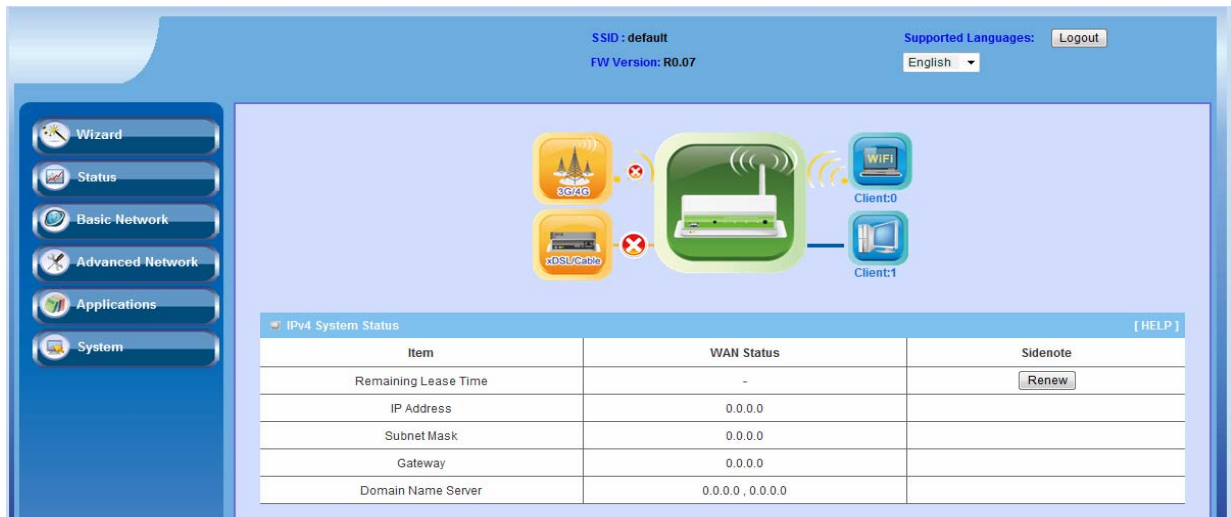 SSID : default
Supported Languages: Logout
FW Version: R0.07
English
Wizard
Status
Basic Network
Advanced Network
Applications
System
3G/4G
WiFi
Client:0
xDSL/Cable
Client:1
IPv4 System Status [ HELP ]
Item WAN Status Sidenote
Remaining Lease Time - Renew
IP Address 0.0.0.0
Subnet Mask 0.0.0.0
Gateway 0.0.0.0
Domain Name Server 0.0.0.0 , 0.0.0.0